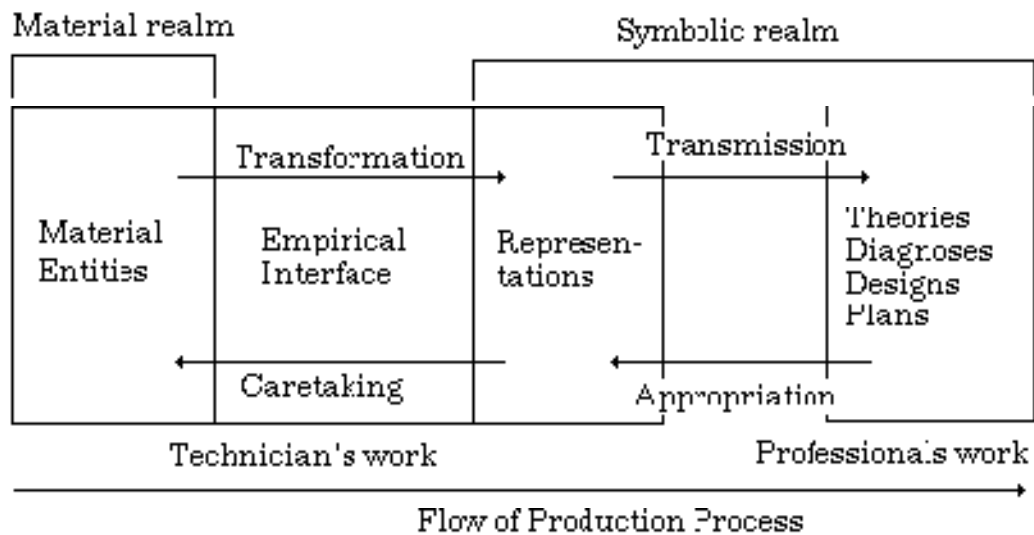 Material realm
Symbolic realm
Transformation
Transmission
Material
Entities
Empirical
Interface
Represen-
tations
Theories
Diagnoses
Designs
Plans
Caretaking
Appropriation
Technician's work
Professionals work
Flow of Production Process